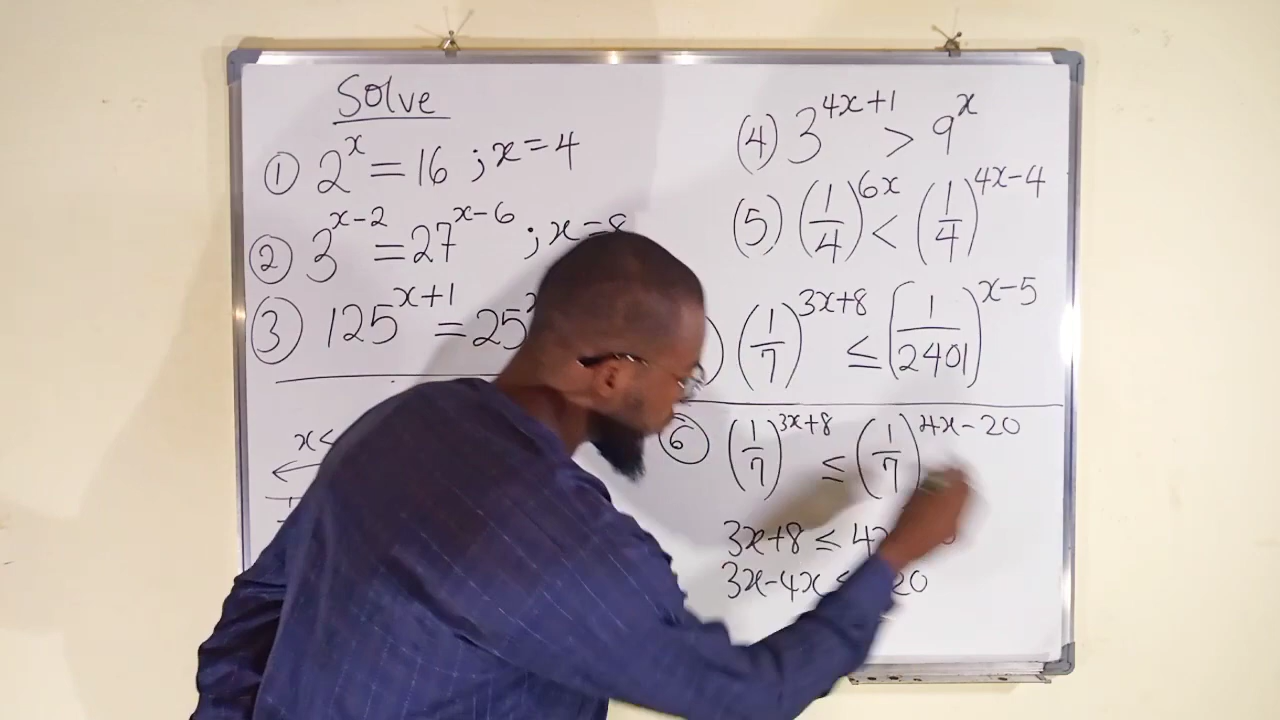 Solve
① 2^x = 16 ; x = 4
② 3^{x-2} = 27^{x-6} ; x = 8
③ 125^{x+1} = 25
x <
(4) 3^{4x+1} > 9^x
(5) (1/4)^{6x} < (1/4)^{4x-4}
) (1/7)^{3x+8} ≤ (1/2401)^{x-5}
⑥ (1/7)^{3x+8} ≤ (1/7)^{4x-20}
3x+8 ≤ 4x
3x-4x ≤ 20